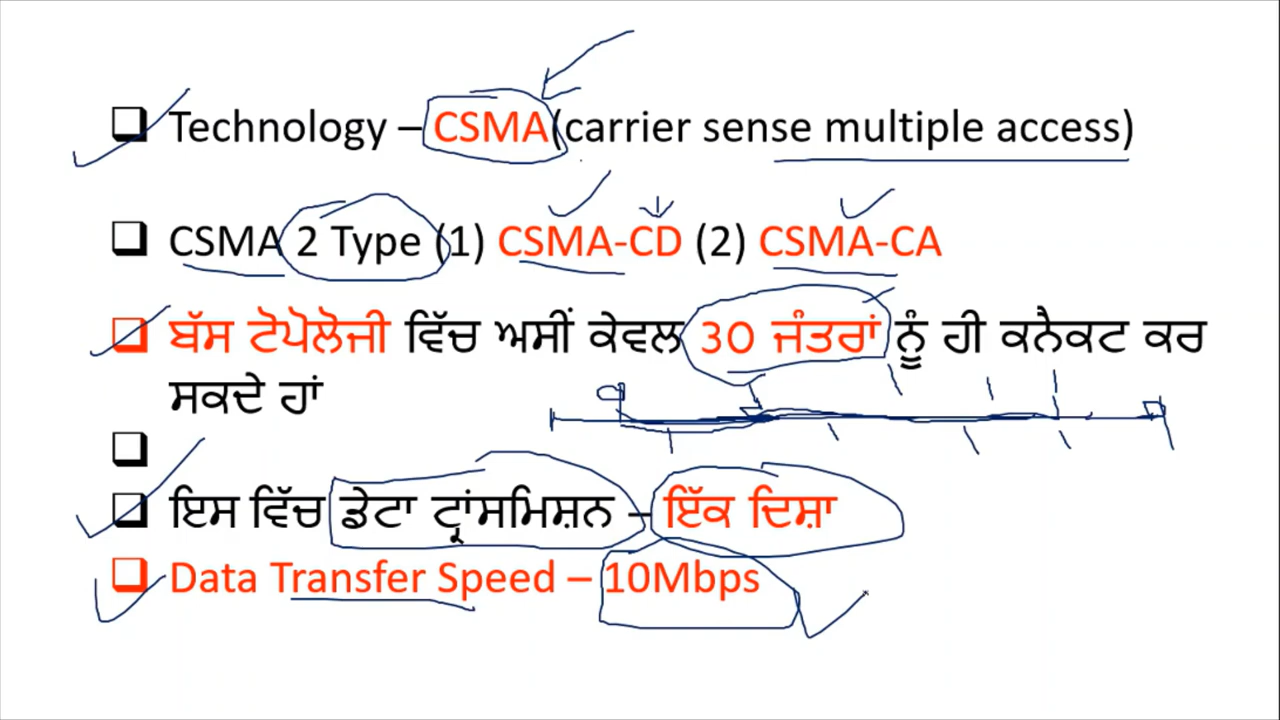 Technology – CSMA(carrier sense multiple access)
CSMA 2 Type (1) CSMA-CD (2) CSMA-CA
ਬੱਸ ਟੋਪੋਲੋਜੀ ਵਿੱਚ ਅਸੀਂ ਕੇਵਲ 30 ਜੰਤਰਾਂ ਨੂੰ ਹੀ ਕਨੈਕਟ ਕਰ
ਸਕਦੇ ਹਾਂ
ਇਸ ਵਿੱਚ ਡੇਟਾ ਟ੍ਰਾਂਸਮਿਸ਼ਨ – ਇੱਕ ਦਿਸ਼ਾ
Data Transfer Speed – 10Mbps